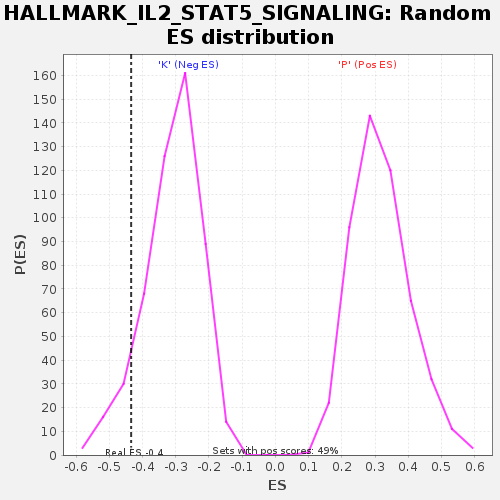 HALLMARK_IL2_STAT5_SIGNALING: Random
ES distribution
'K' (Neg ES)
'P' (Pos ES)
160
150
140
130
120
110
100
90
80
70
60
50
40
30
20
10
0
P(ES)
Real ES -0.4
Sets with pos scores: 49%
-0.6 -0.5 -0.4 -0.3 -0.2 -0.1 0.0 0.1 0.2 0.3 0.4 0.5 0.6
ES